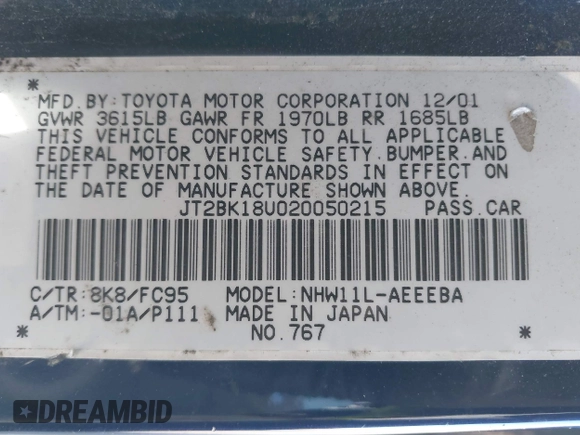 MFD.BY:TOYOTA MOTOR CORPORATION 12/01
GVWR 3615LB GAWR FR 1970LB RR 1685LB
THIS VEHICLE CONFORMS TO ALL APPLICABLE
FEDERAL MOTOR VEHICLE SAFETY.BUMPER.AND
THEFT PREVENTION STANDARDS IN EFFECT ON
THE DATE OF MANUFACTURE SHOWN ABOVE.
JT2BK18U020050215 PASS.CAR
C/TR:8K8/FC95 MODEL:NHW11L-AEEEBA
A/TM:-01A/P111 MADE IN JAPAN
NO.767
DREAMBID